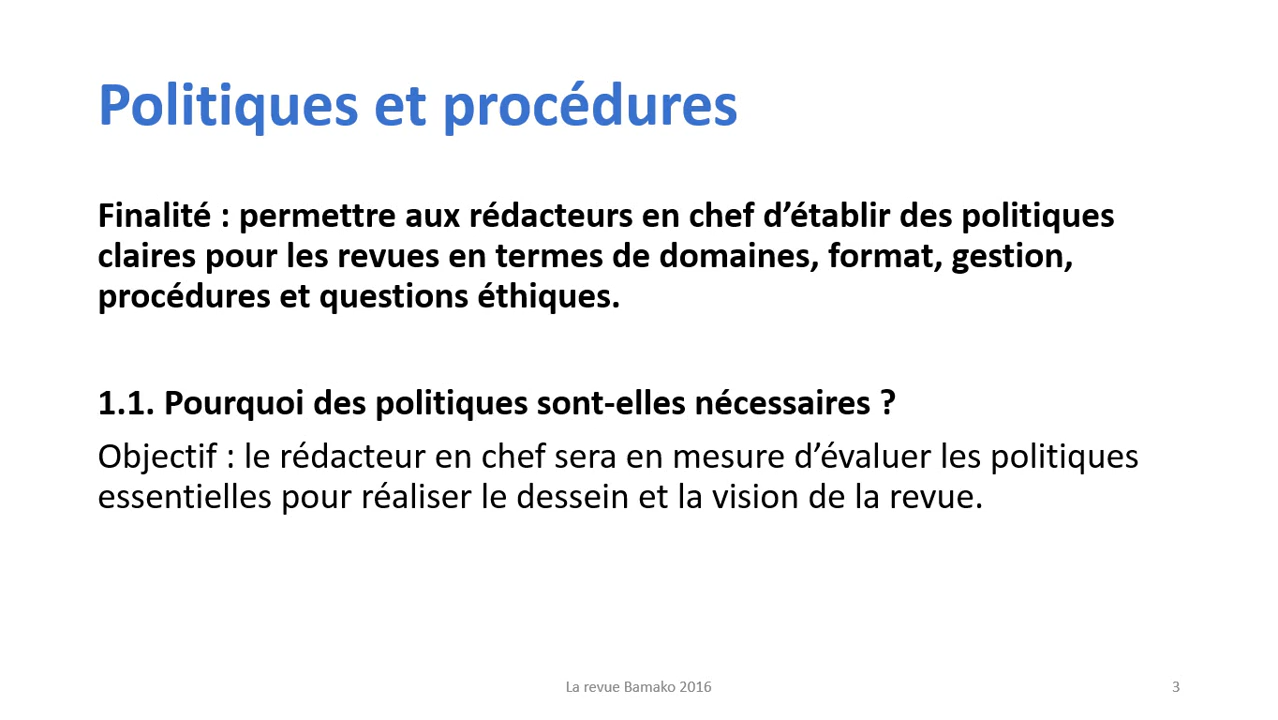 Politiques et procédures
Finalité : permettre aux rédacteurs en chef d’établir des politiques
claires pour les revues en termes de domaines, format, gestion,
procédures et questions éthiques.
1.1. Pourquoi des politiques sont-elles nécessaires ?
Objectif : le rédacteur en chef sera en mesure d’évaluer les politiques
essentielles pour réaliser le dessein et la vision de la revue.
La revue Bamako 2016
3